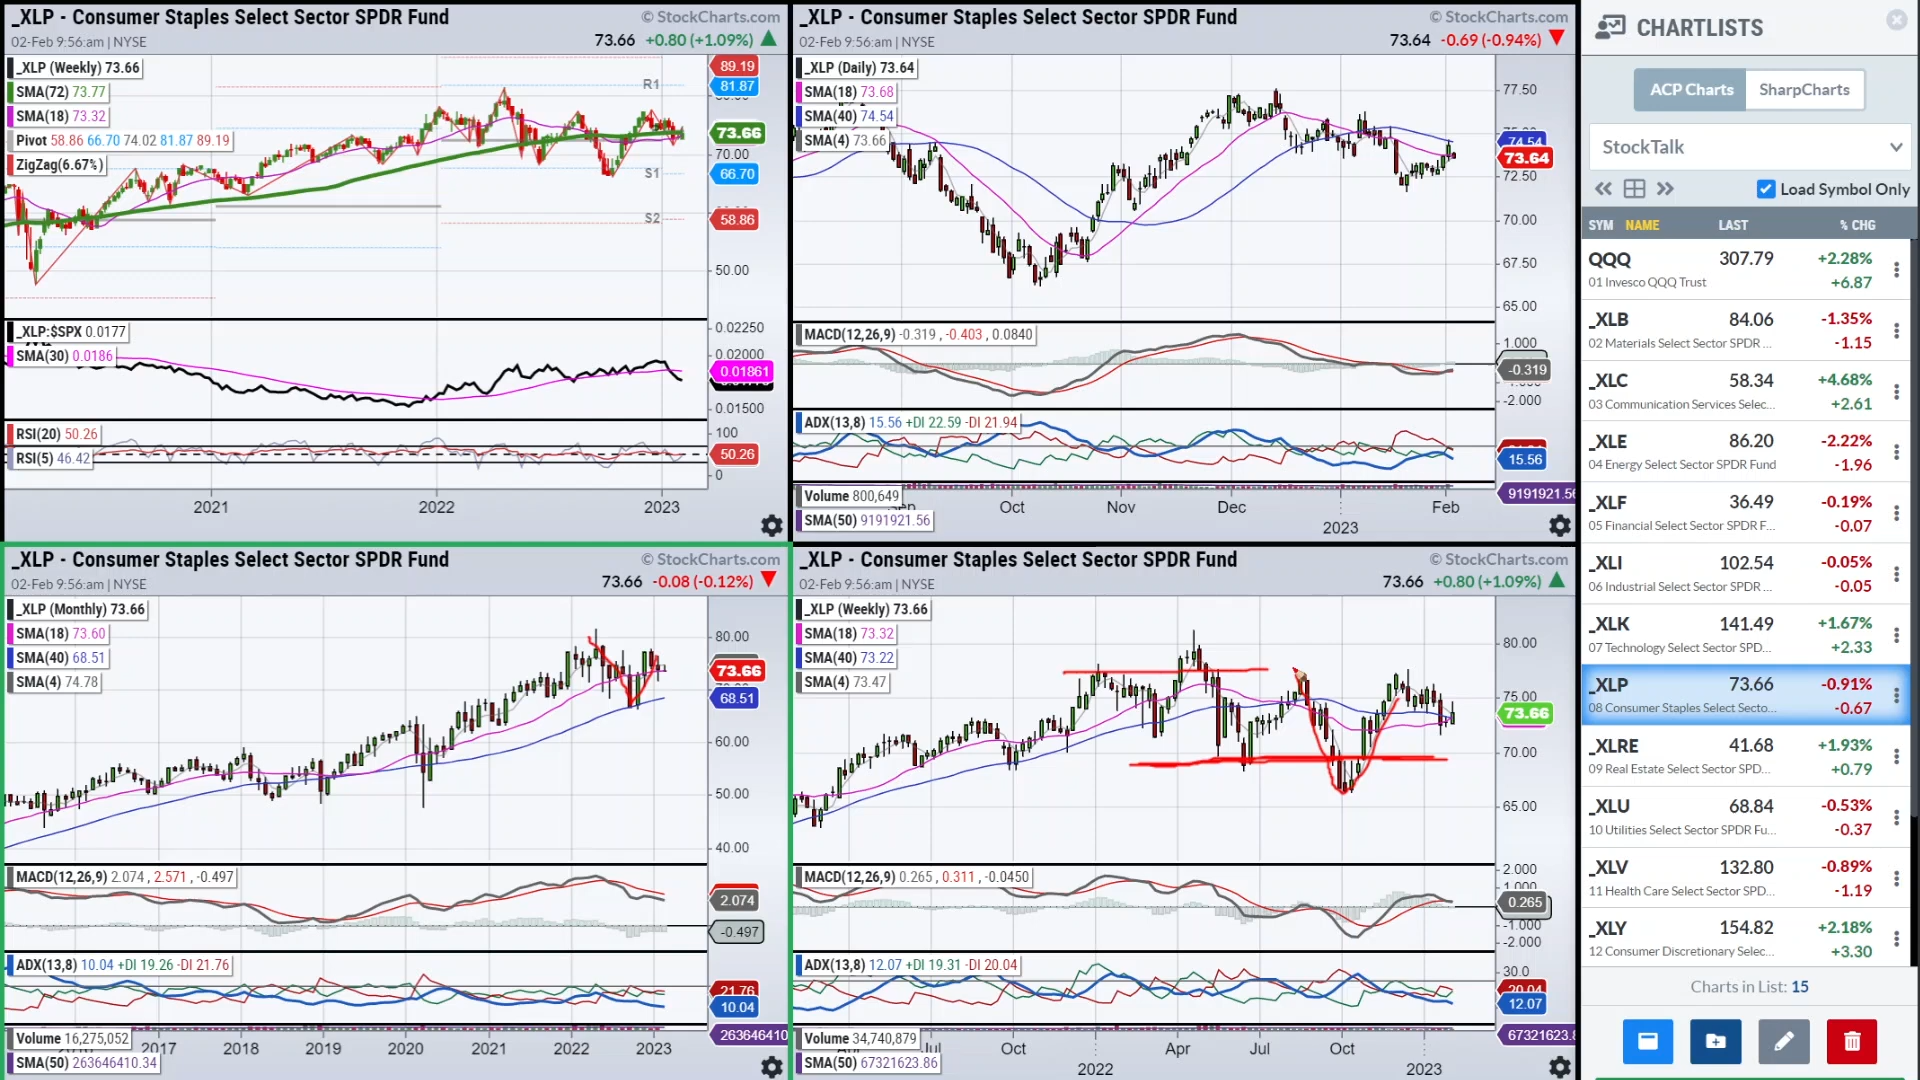 _XLP - Consumer Staples Select Sector SPDR Fund
© StockCharts.com
02-Feb 9:56:am | NYSE
73.66 +0.80 (+1.09%)
_XLP (Weekly) 73.66
SMA(72) 73.77
SMA(18) 73.32
Pivot 58.86 66.70 74.02 81.87 89.19
ZigZag(6.67%)
R1
S1
S2
89.19
81.87
73.66
70.00
66.70
58.86
50.00
_XLP:$SPX 0.0177
SMA(30) 0.0186
0.02250
0.02000
0.01861
0.01500
RSI(20) 50.26
RSI(5) 46.42
100
50.26
0
2021
2022
2023
_XLP - Consumer Staples Select Sector SPDR Fund
© StockCharts.com
02-Feb 9:56:am | NYSE
73.64 -0.69 (-0.94%)
_XLP (Daily) 73.64
SMA(18) 73.68
SMA(40) 74.54
SMA(4) 73.66
77.50
74.54
73.64
72.50
70.00
67.50
65.00
MACD(12,26,9) -0.319 , -0.403 , 0.0840
1.000
-0.319
-2.000
ADX(13,8) 15.56 +DI 22.59 -DI 21.94
15.56
Volume 800,649
SMA(50) 9191921.56
9191921.56
Sep
Oct
Nov
Dec
2023
Feb
_XLP - Consumer Staples Select Sector SPDR Fund
© StockCharts.com
02-Feb 9:56:am | NYSE
73.66 -0.08 (-0.12%)
_XLP (Monthly) 73.66
SMA(18) 73.60
SMA(40) 68.51
SMA(4) 74.78
80.00
73.66
68.51
60.00
50.00
40.00
MACD(12,26,9) 2.074 , 2.571 , -0.497
2.074
-0.497
ADX(13,8) 10.04 +DI 19.26 -DI 21.76
21.76
10.04
Volume 16,275,052
SMA(50) 263646410.34
263646410
2017
2018
2019
2020
2021
2022
2023
_XLP - Consumer Staples Select Sector SPDR Fund
© StockCharts.com
02-Feb 9:56:am | NYSE
73.66 +0.80 (+1.09%)
_XLP (Weekly) 73.66
SMA(18) 73.32
SMA(40) 73.22
SMA(4) 73.47
80.00
75.00
73.66
70.00
65.00
MACD(12,26,9) 0.265 , 0.311 , -0.0450
2.000
1.000
0.265
-1.000
-2.000
ADX(13,8) 12.07 +DI 19.31 -DI 20.04
30.0
20.04
12.07
Volume 34,740,879
SMA(50) 67321623.86
67321623.8
Jul
Oct
2022
Apr
Jul
Oct
2023
CHARTLISTS
ACP Charts
SharpCharts
StockTalk
Load Symbol Only
SYM NAME LAST % CHG
QQQ 307.79 +2.28%
01 Invesco QQQ Trust +6.87
_XLB 84.06 -1.35%
02 Materials Select Sector SPDR ... -1.15
_XLC 58.34 +4.68%
03 Communication Services Selec... +2.61
_XLE 86.20 -2.22%
04 Energy Select Sector SPDR Fund -1.96
_XLF 36.49 -0.19%
05 Financial Select Sector SPDR F... -0.07
_XLI 102.54 -0.05%
06 Industrial Select Sector SPDR ... -0.05
_XLK 141.49 +1.67%
07 Technology Select Sector SPD... +2.33
_XLP 73.66 -0.91%
08 Consumer Staples Select Secto... -0.67
_XLRE 41.68 +1.93%
09 Real Estate Select Sector SPD... +0.79
_XLU 68.84 -0.53%
10 Utilities Select Sector SPDR Fu... -0.37
_XLV 132.80 -0.89%
11 Health Care Select Sector SPD... -1.19
_XLY 154.82 +2.18%
12 Consumer Discretionary Selec... +3.30
Charts in List: 15